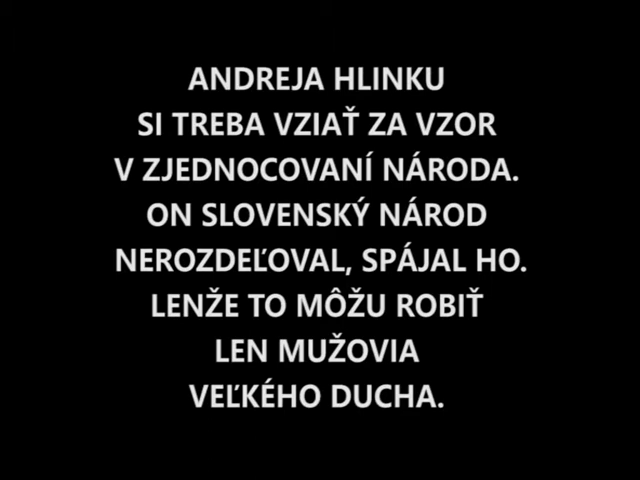 ANDREJA HLINKU
SI TREBA VZIAŤ ZA VZOR
V ZJEDNOCOVANÍ NÁRODA.
ON SLOVENSKÝ NÁROD
NEROZDEĽOVAL, SPÁJAL HO.
LENŽE TO MÔŽU ROBIŤ
LEN MUŽOVIA
VEĽKÉHO DUCHA.